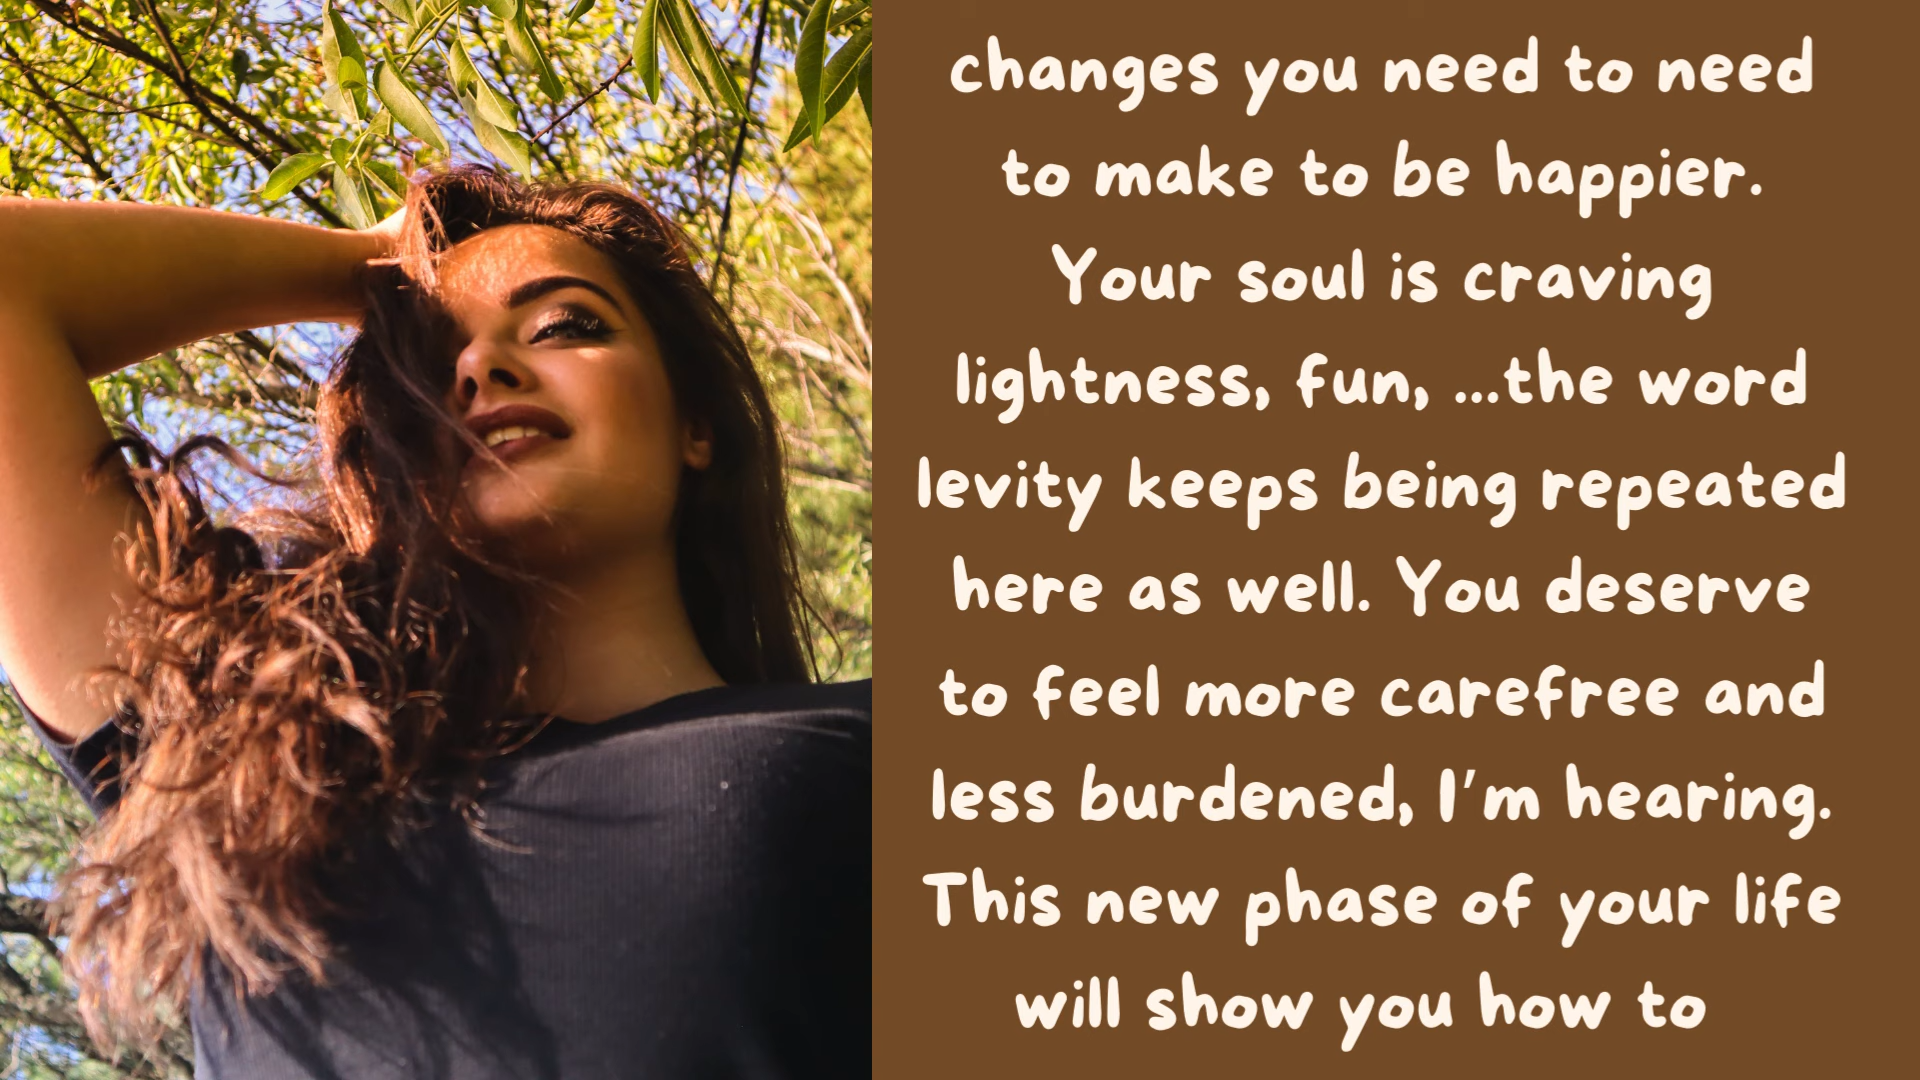 changes you need to need
to make to be happier.
Your soul is craving
lightness, fun, ...the word
levity keeps being repeated
here as well. You deserve
to feel more carefree and
less burdened, I'm hearing.
This new phase of your life
will show you how to